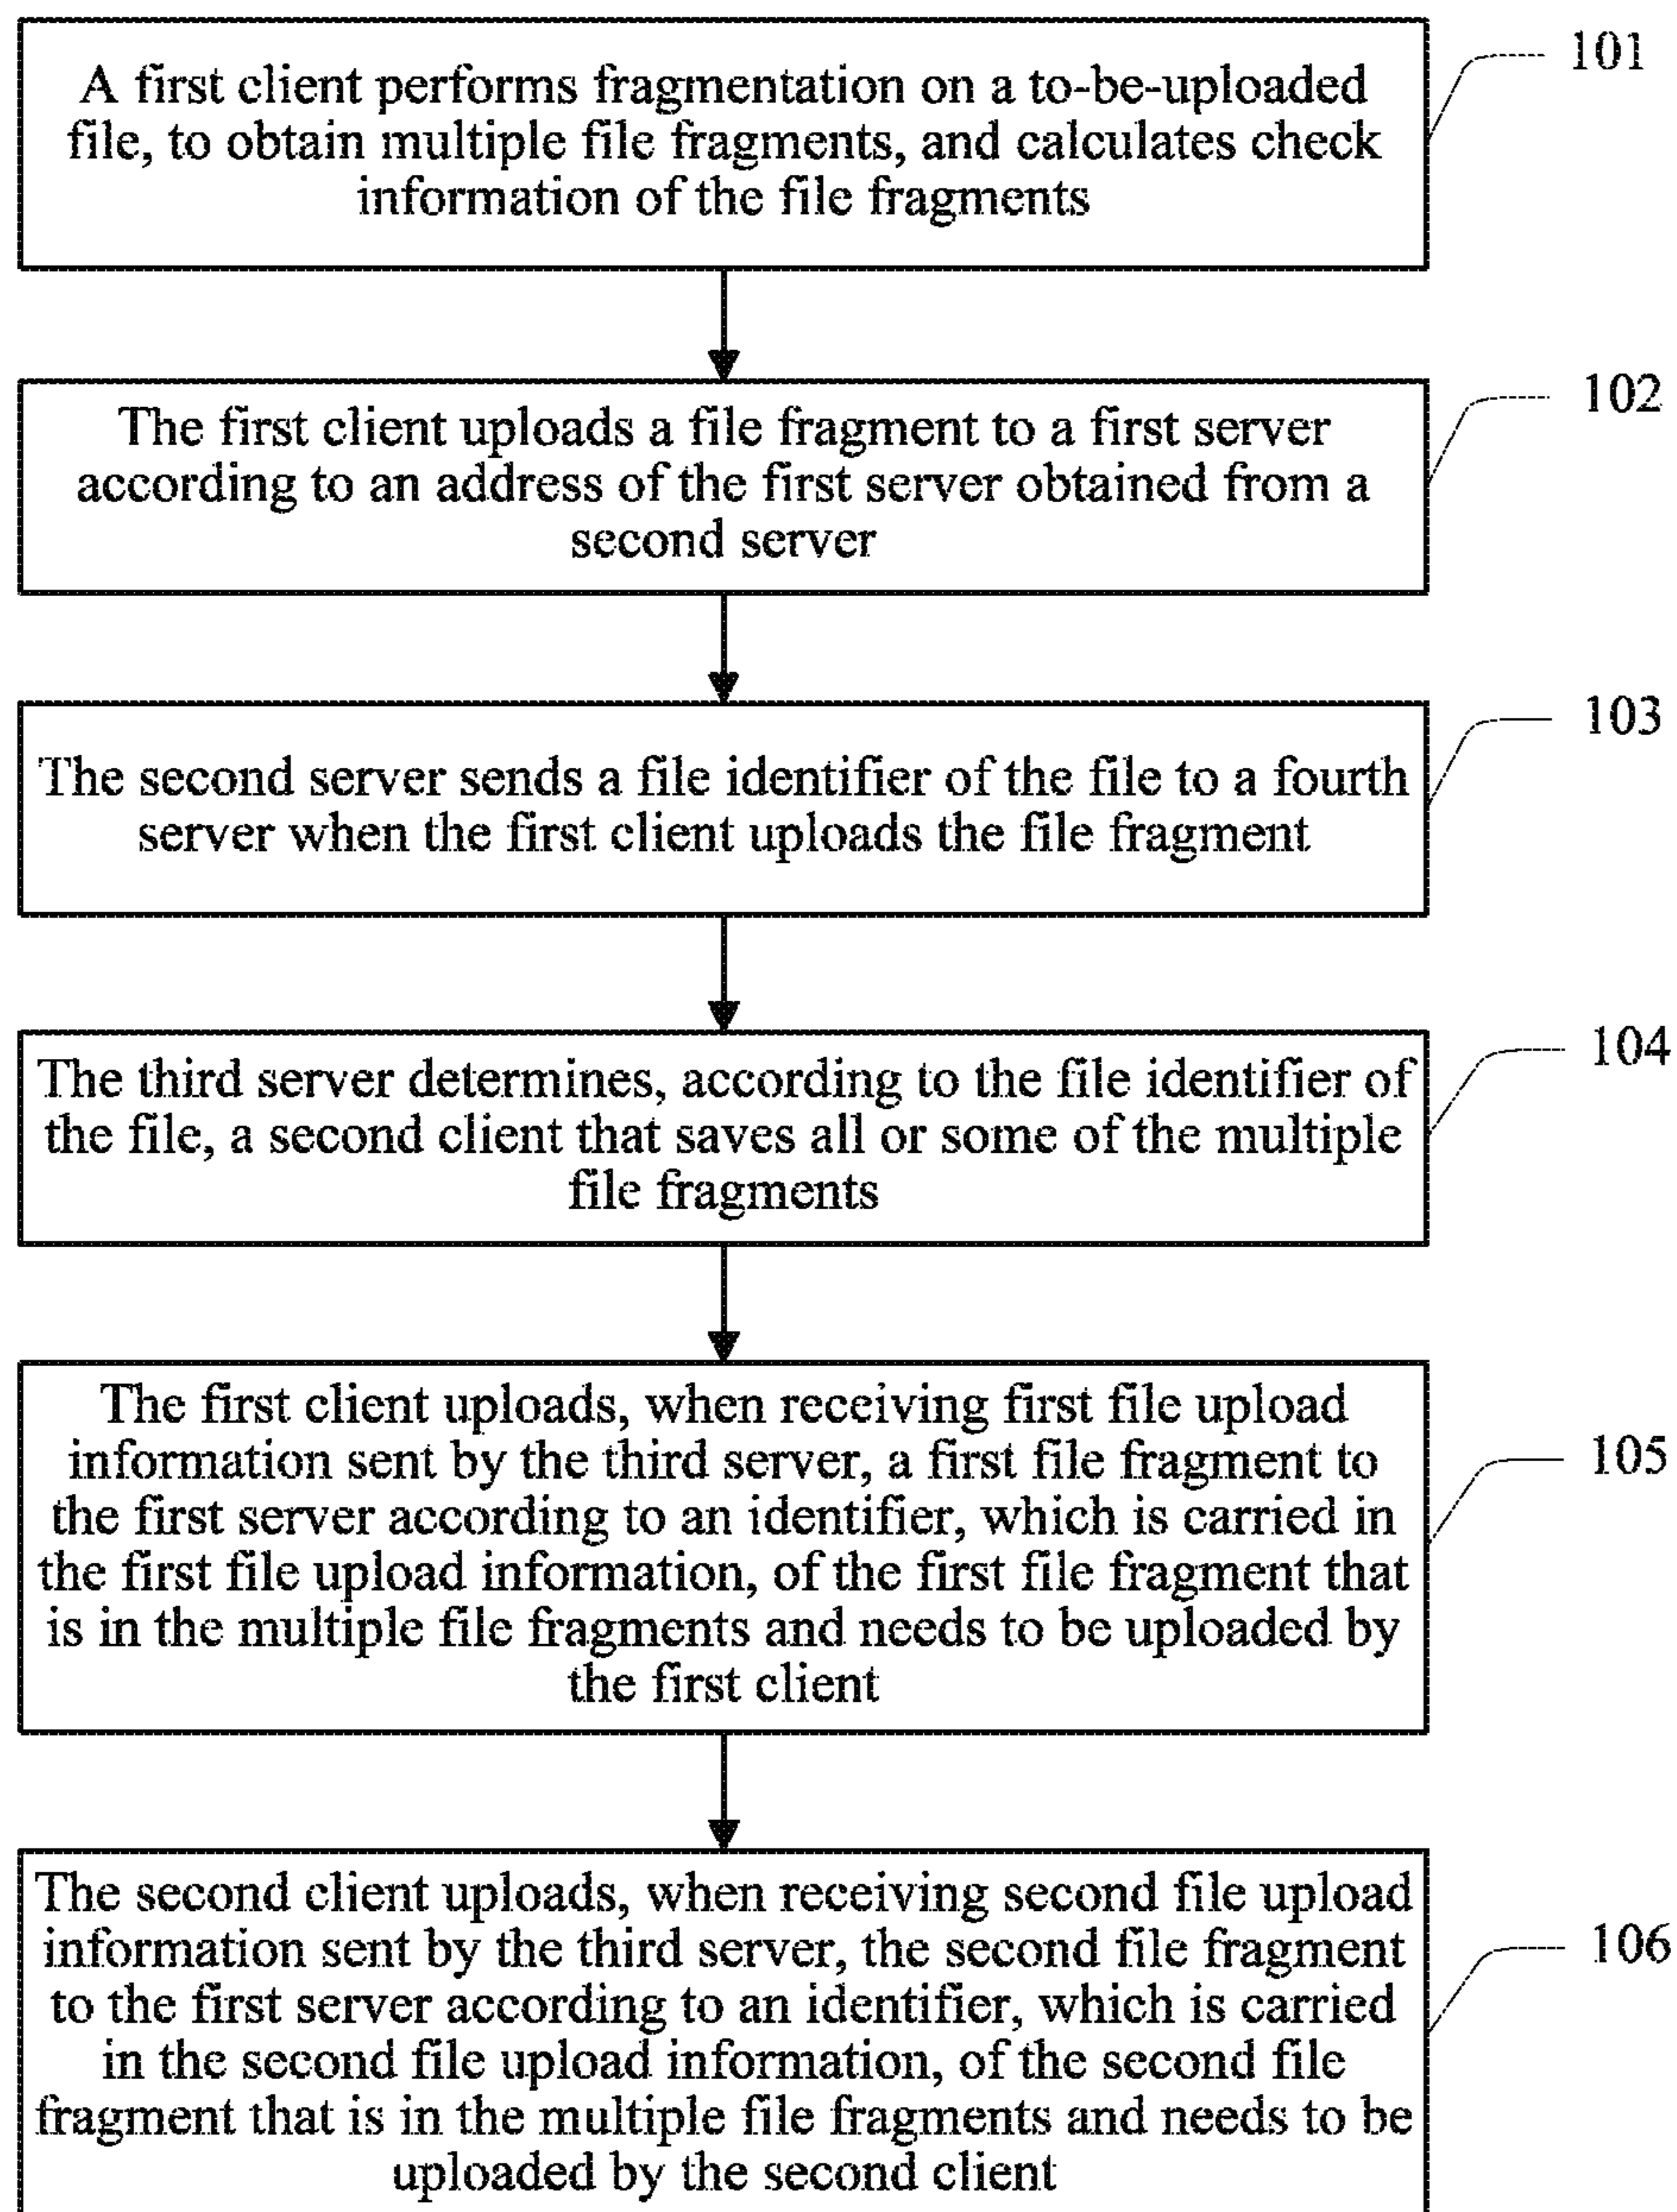 A first client performs fragmentation on a to-be-uploaded
file, to obtain multiple file fragments, and calculates check
information of the file fragments
101
The first client uploads a file fragment to a first server
according to an address of the first server obtained from a
second server
102
The second server sends a file identifier of the file to a fourth
server when the first client uploads the file fragment
103
The third server determines, according to the file identifier of
the file, a second client that saves all or some of the multiple
file fragments
104
The first client uploads, when receiving first file upload
information sent by the third server, a first file fragment to
the first server according to an identifier, which is carried in
the first file upload information, of the first file fragment that
is in the multiple file fragments and needs to be uploaded by
the first client
105
The second client uploads, when receiving second file upload
information sent by the third server, the second file fragment
to the first server according to an identifier, which is carried
in the second file upload information, of the second file
fragment that is in the multiple file fragments and needs to be
uploaded by the second client
106